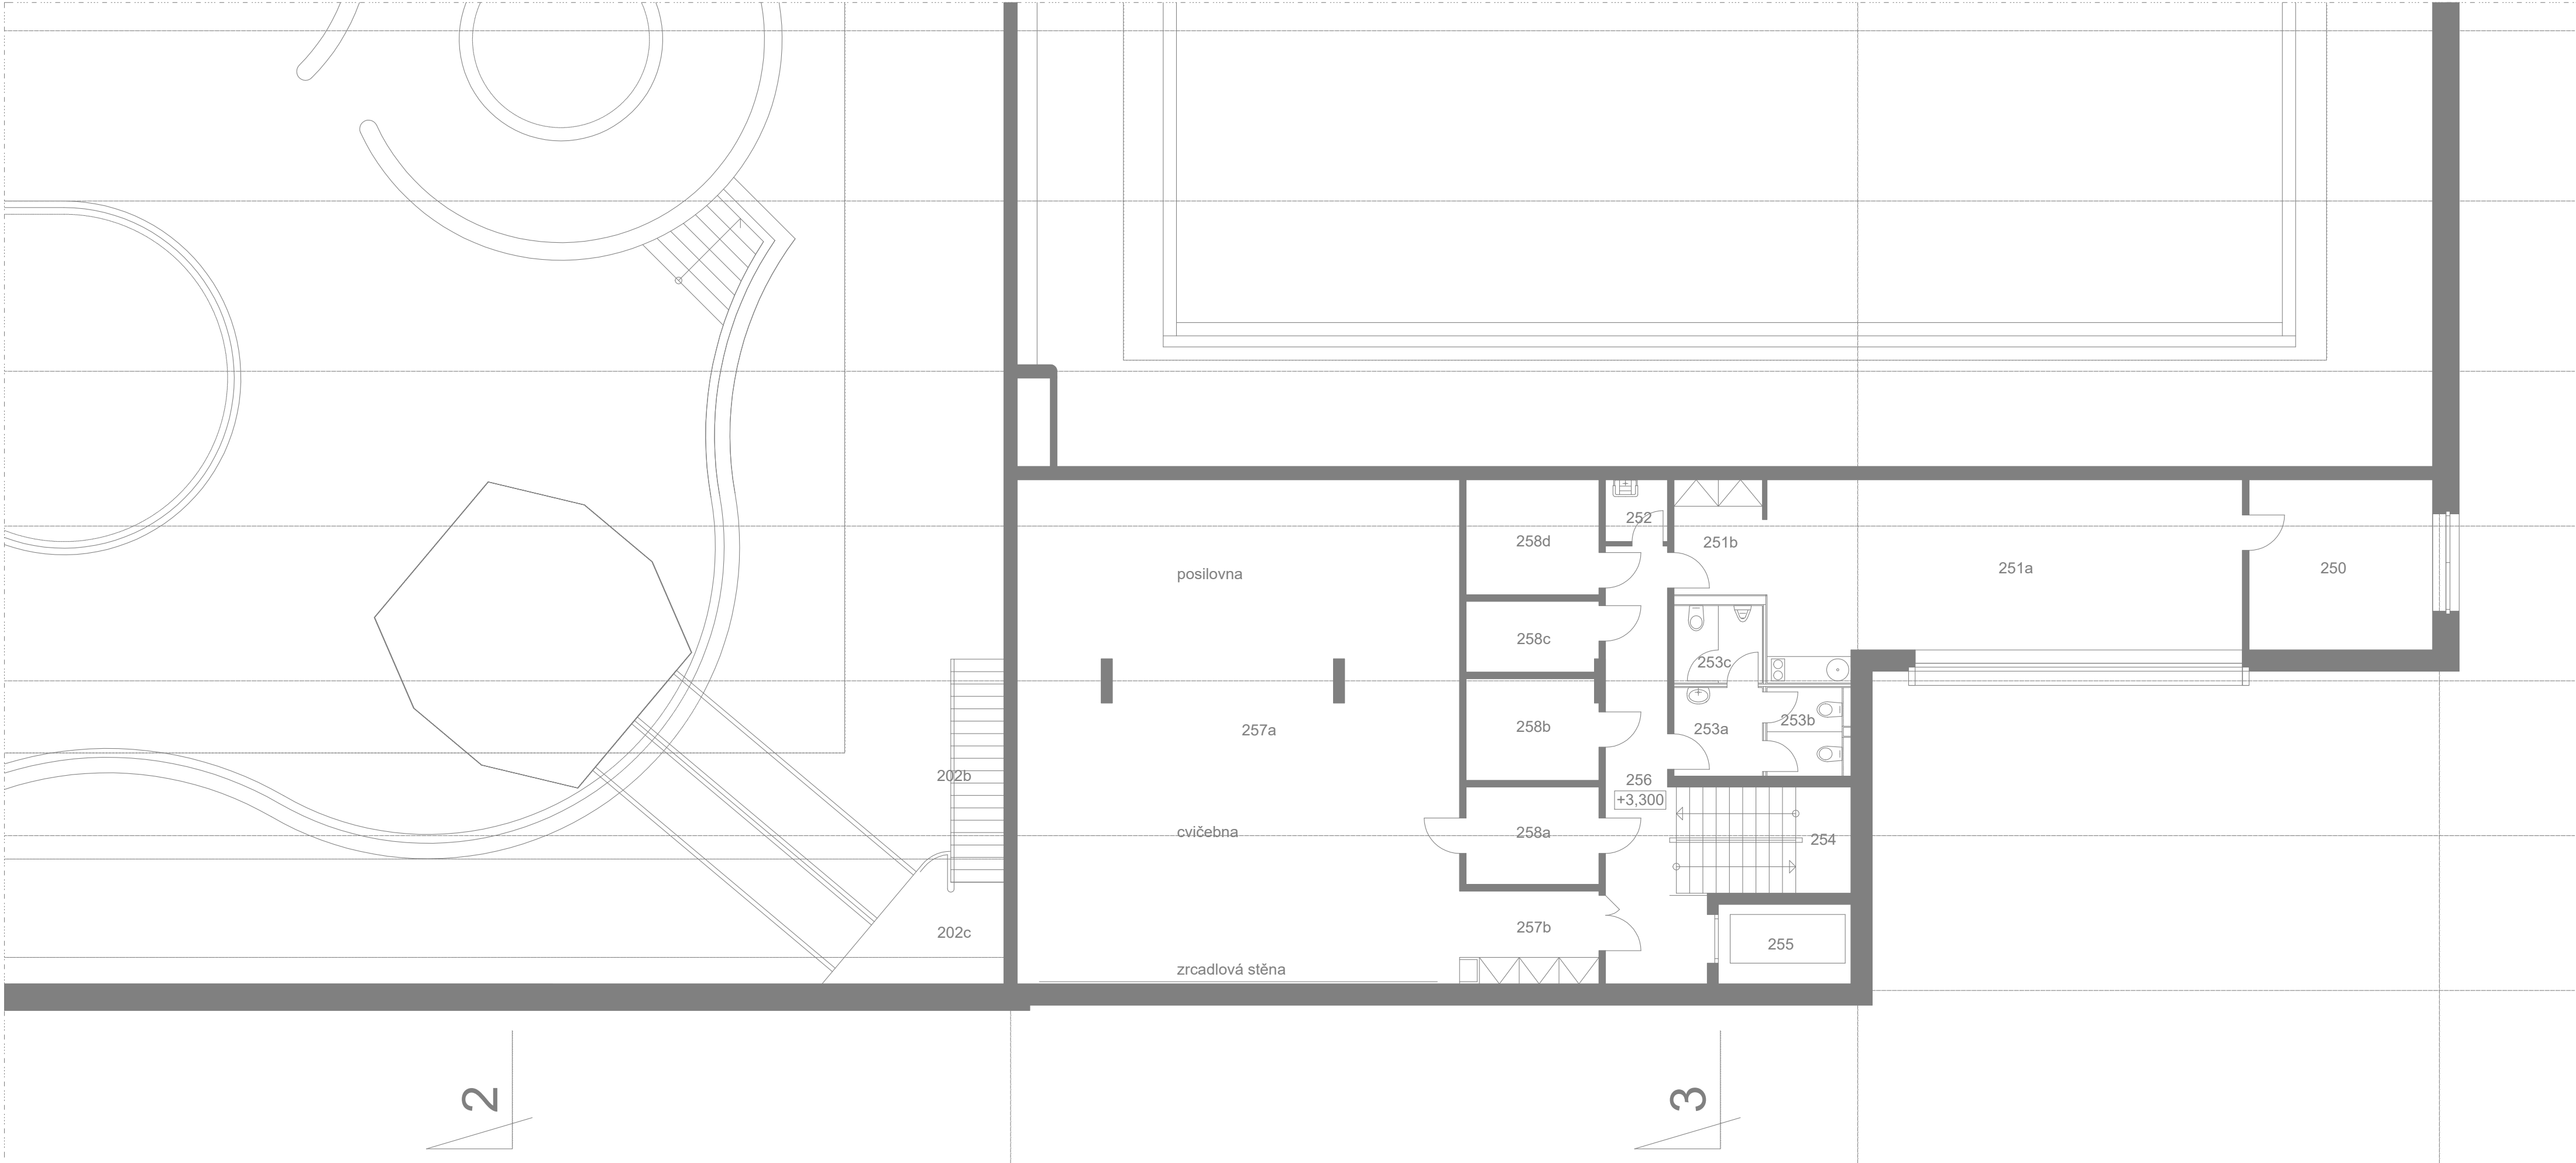 252
258d
251b
251a
250
posilovna
258c
253c
253b
258b
253a
257a
202b
256
+3,300
cvičebna
258a
254
257b
202c
255
zrcadlová stěna
2
3